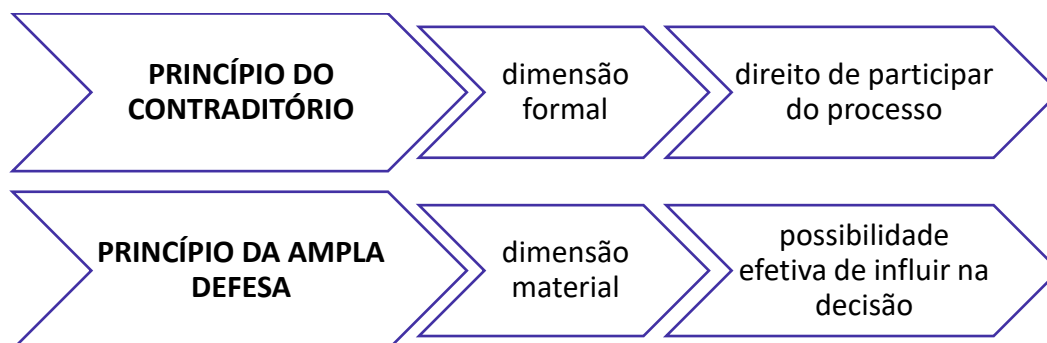 PRINCÍPIO DO
CONTRADITÓRIO
dimensão
formal
direito de participar
do processo
PRINCÍPIO DA AMPLA
DEFESA
dimensão
material
possibilidade
efetiva de influir na
decisão